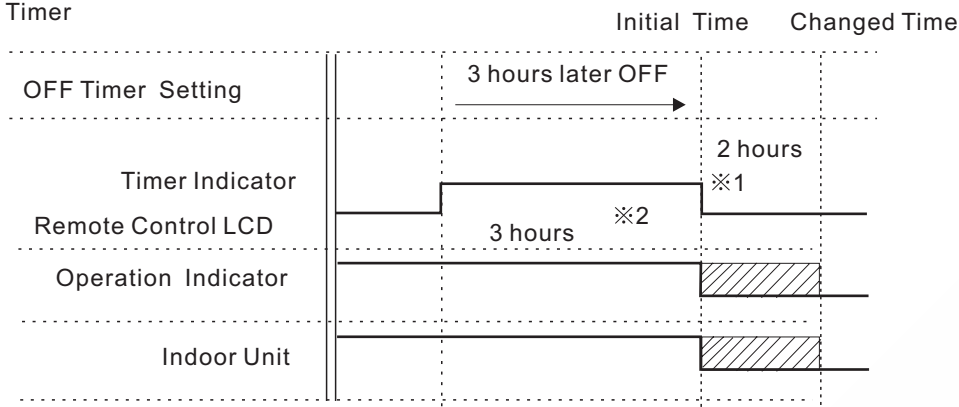 Timer
Initial Time Changed Time
OFF Timer Setting
3 hours later OFF
2 hours
Timer Indicator
※1
Remote Control LCD
※2
3 hours
Operation Indicator
Indoor Unit